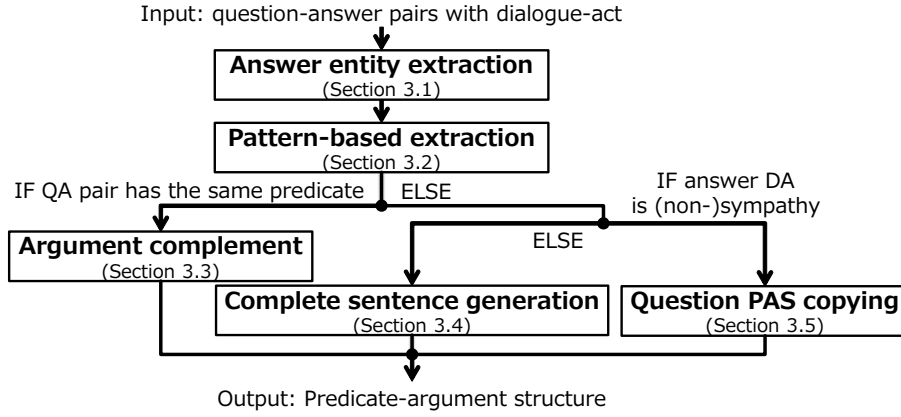 Input: question-answer pairs with dialogue-act
Answer entity extraction
(Section 3.1)
Pattern-based extraction
(Section 3.2)
IF QA pair has the same predicate
ELSE
IF answer DA
is (non-)sympathy
ELSE
Argument complement
(Section 3.3)
Complete sentence generation
(Section 3.4)
Question PAS copying
(Section 3.5)
Output: Predicate-argument structure